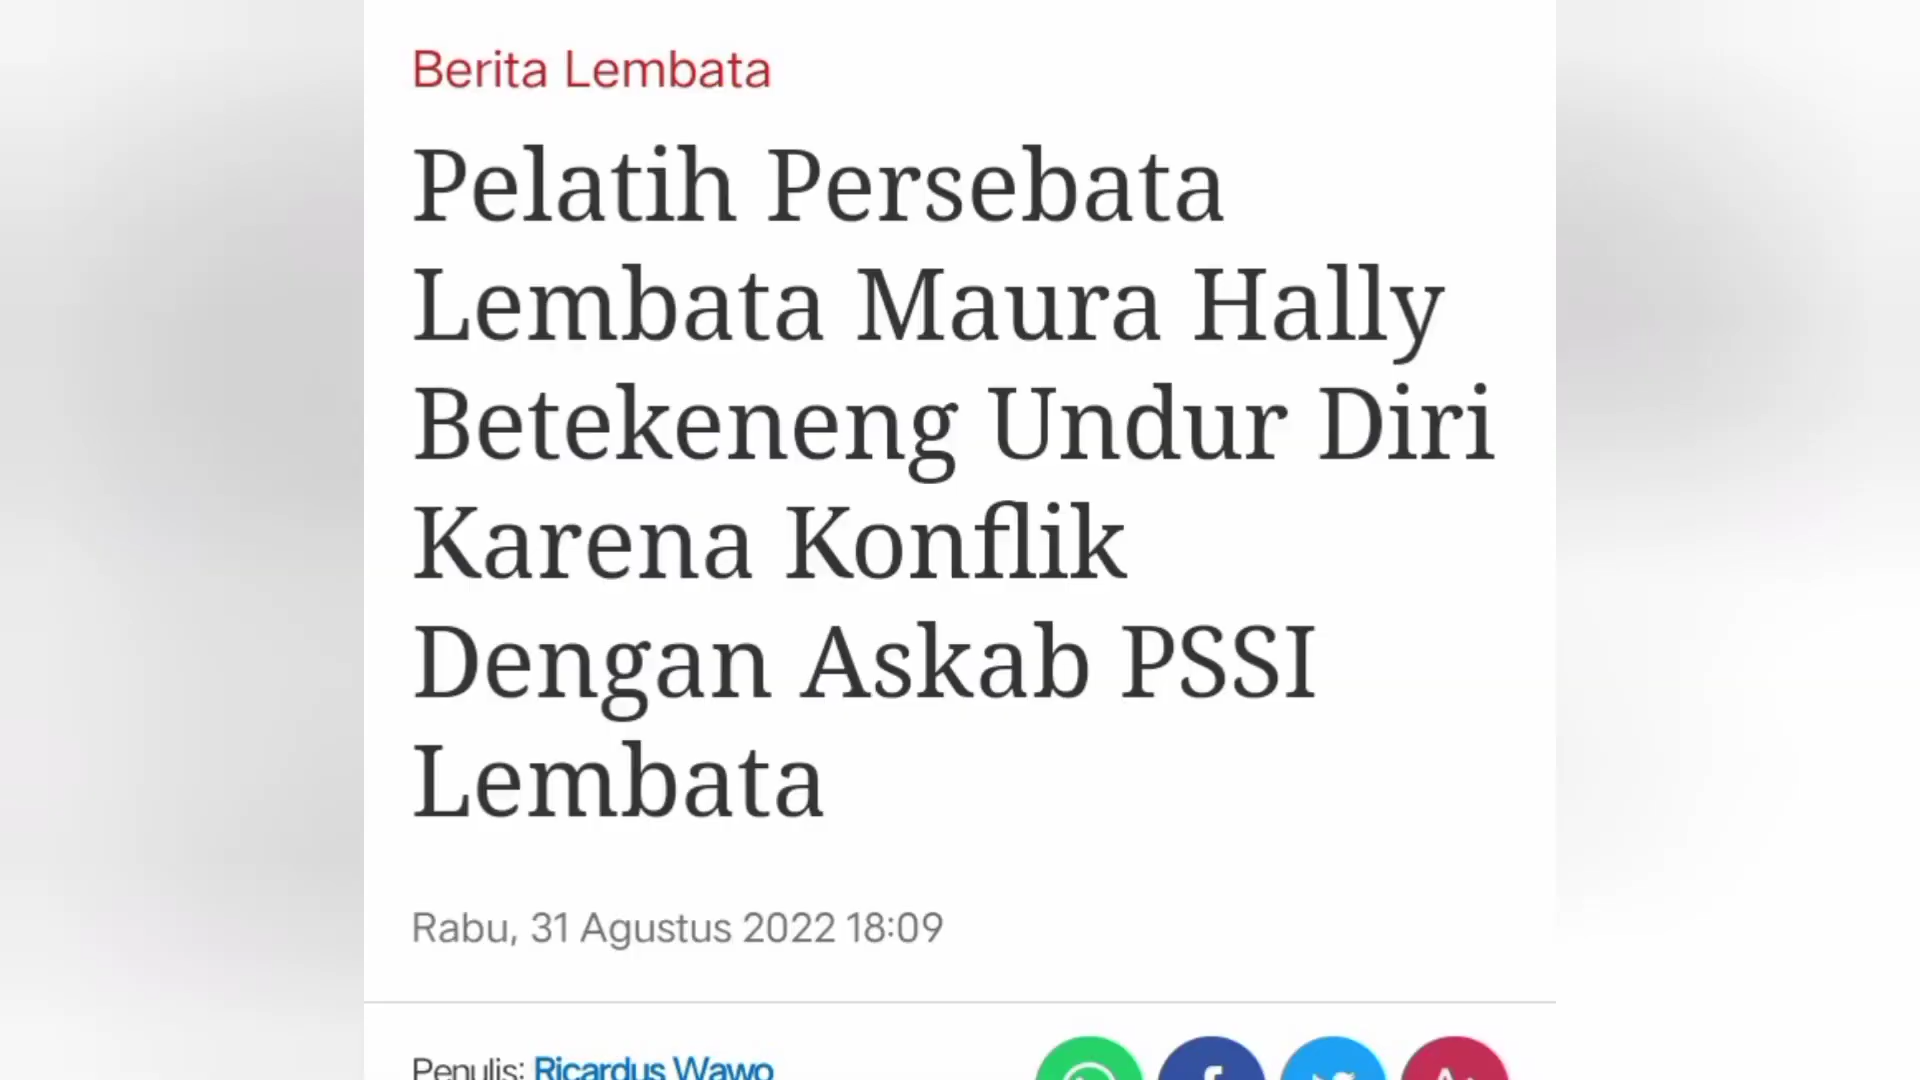 Berita Lembata
Pelatih Persebata
Lembata Maura Hally
Betekeneng Undur Diri
Karena Konflik
Dengan Askab PSSI
Lembata
Rabu, 31 Agustus 2022 18:09
Penulis: Ricardus Wawo